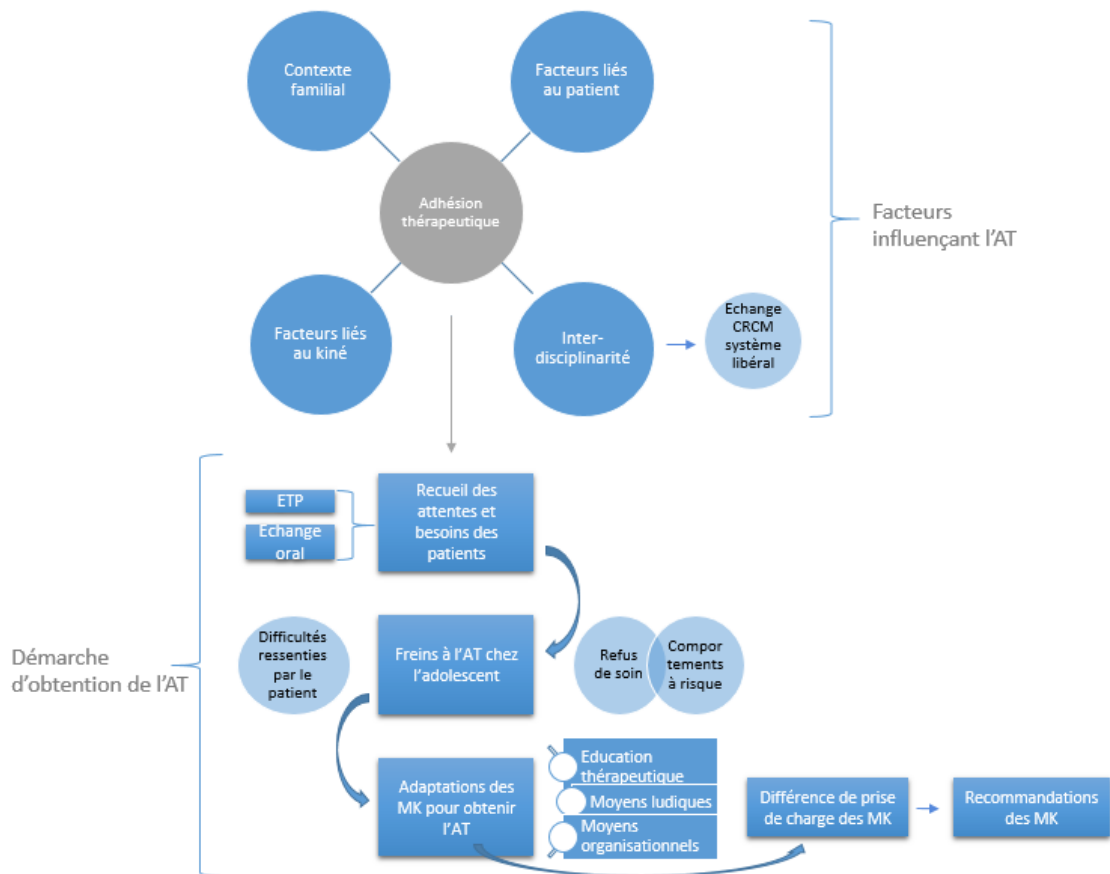 Contexte
familial
Facteurs liés
au patient
Adhésion
thérapeutique
Facteurs
influençant l'AT
Facteurs liés
au kiné
Inter-
disciplinarité
Echange
CRCM
système
libéral
ETP
Echange
oral
Recueil des
attentes et
besoins des
patients
Démarche
d'obtention de l'AT
Difficultés
ressenties
par le
patient
Freins à l'AT chez
l'adolescent
Refus
de soin
Compor
tements
à risque
Adaptations des
MK pour obtenir
l'AT
Education
thérapeutique
Moyens ludiques
Moyens
organisationnels
Différence de prise
de charge des MK
Recommandations
des MK